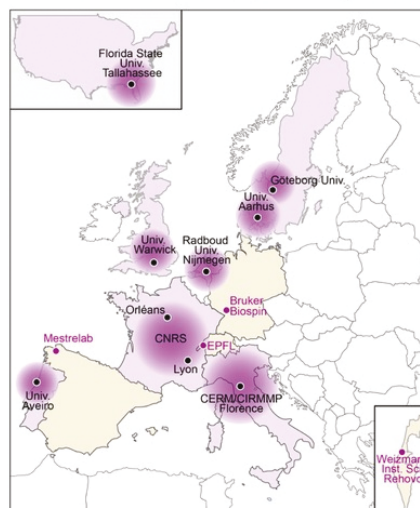 Florida State
Univ.
Tallahassee
Göteborg Univ.
Univ.
Aarhus
Univ.
Warwick
Radboud
Univ.
Nijmegen
Bruker
Biospin
Orléans
CNRS
EPFL
Mestrelab
Lyon
Univ.
Aveiro
CERM/CIRMMP
Florence
Weizman
Inst. Sc
Rehovo